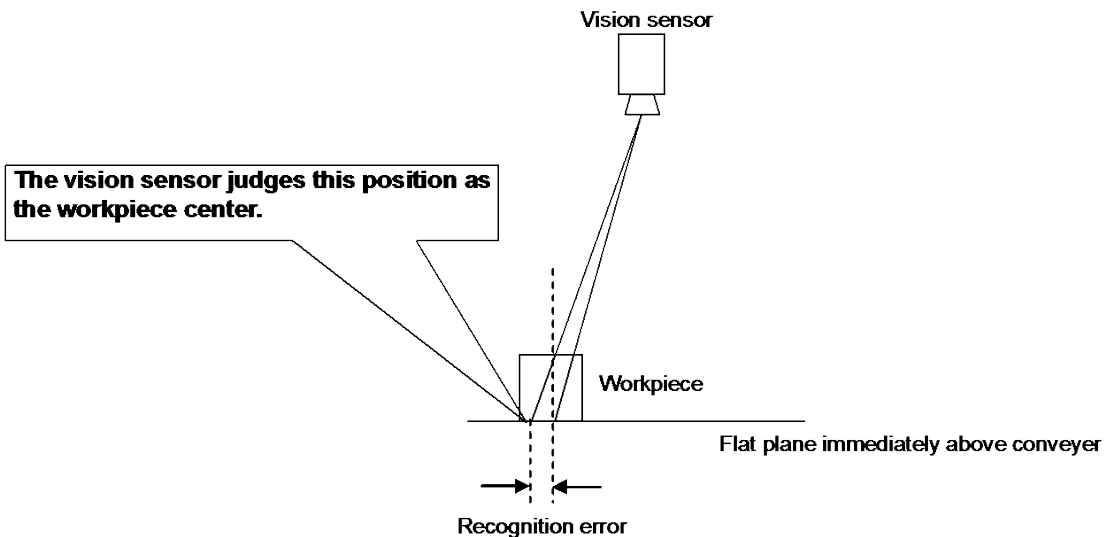 Vision sensor
The vision sensor judges this position as
the workpiece center.
Workpiece
Flat plane immediately above conveyer
Recognition error